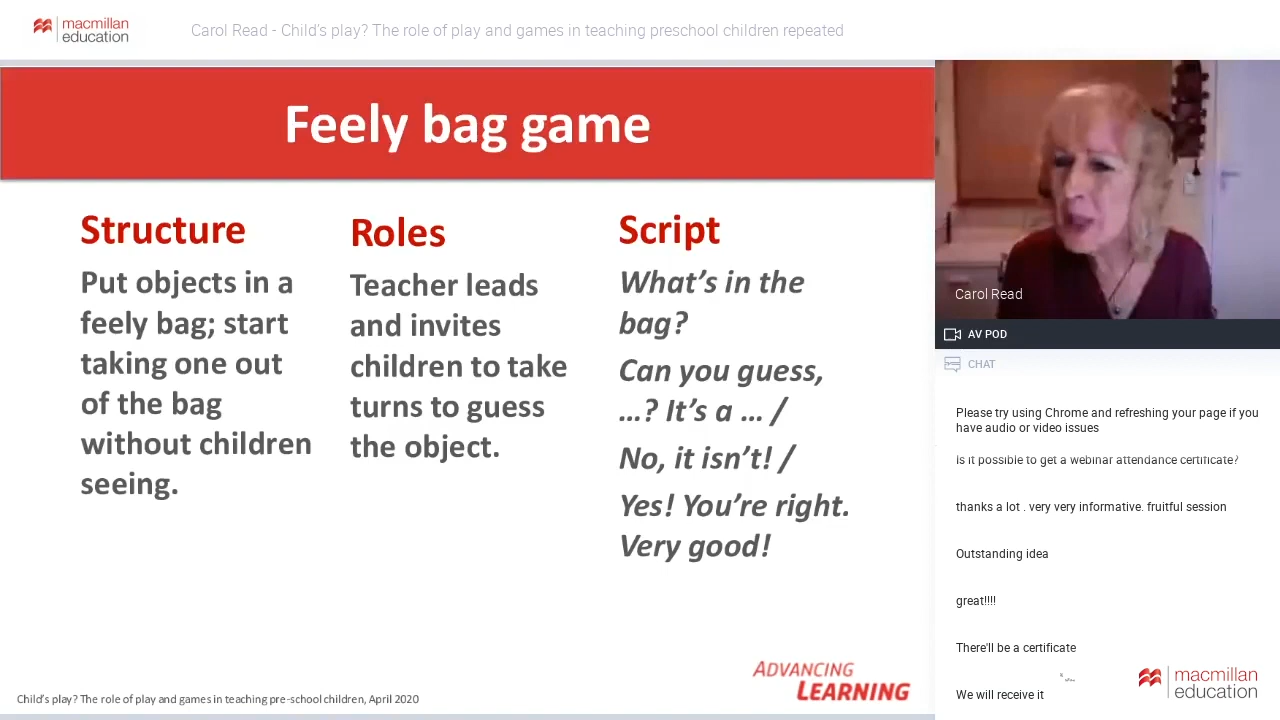 macmillan
education
Carol Read - Child's play? The role of play and games in teaching preschool children repeated
Feely bag game
Structure
Put objects in a
feely bag; start
taking one out
of the bag
without children
seeing.
Roles
Teacher leads
and invites
children to take
turns to guess
the object.
Script
What's in the
bag?
Can you guess,
...? It's a ... /
No, it isn't! /
Yes! You're right.
Very good!
ADVANCING
LEARNING
Child's play? The role of play and games in teaching pre-school children, April 2020
Carol Read
AV POD
CHAT
Please try using Chrome and refreshing your page if you
have audio or video issues
is it possible to get a webinar attendance certificate?
thanks a lot . very very informative. fruitful session
Outstanding idea
great!!!!
There'll be a certificate
We will receive it
macmillan
education